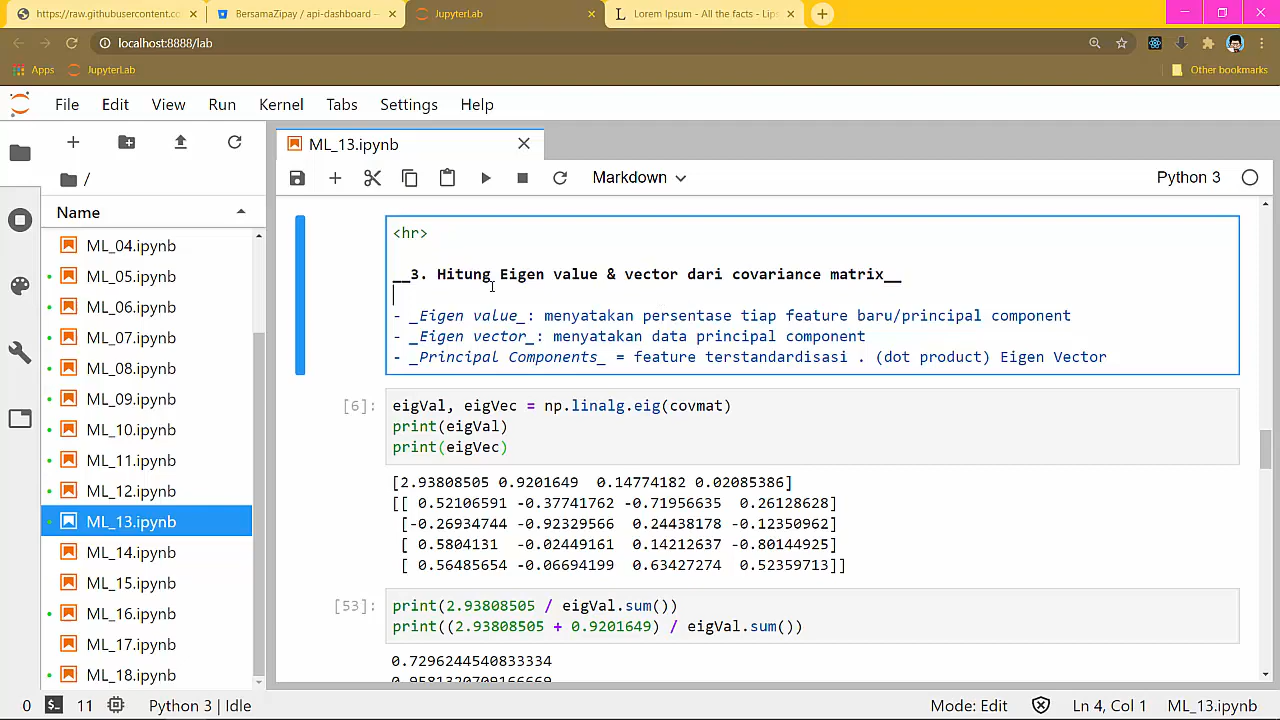 https://raw.githubusercontent.co
BersamaZipay / api-dashboard —
JupyterLab
Lorem Ipsum - All the facts - Lips
localhost:8888/lab
Apps
JupyterLab
Other bookmarks
File Edit View Run Kernel Tabs Settings Help
/
Name
ML_04.ipynb
ML_05.ipynb
ML_06.ipynb
ML_07.ipynb
ML_08.ipynb
ML_09.ipynb
ML_10.ipynb
ML_11.ipynb
ML_12.ipynb
ML_13.ipynb
ML_14.ipynb
ML_15.ipynb
ML_16.ipynb
ML_17.ipynb
ML_18.ipynb
ML_13.ipynb
Markdown
Python 3
<hr>
__3. Hitung Eigen value & vector dari covariance matrix__
- _Eigen value_: menyatakan persentase tiap feature baru/principal component
- _Eigen vector_: menyatakan data principal component
- _Principal Components_ = feature terstandardisasi . (dot product) Eigen Vector
[6]: eigVal, eigVec = np.linalg.eig(covmat)
print(eigVal)
print(eigVec)
[2.93808505 0.9201649  0.14774182 0.02085386]
[[ 0.52106591 -0.37741762 -0.71956635  0.26128628]
[-0.26934744 -0.92329566  0.24438178 -0.12350962]
[ 0.5804131  -0.02449161  0.14212637 -0.80144925]
[ 0.56485654 -0.06694199  0.63427274  0.52359713]]
[53]: print(2.93808505 / eigVal.sum())
print((2.93808505 + 0.9201649) / eigVal.sum())
0.7296244540833334
0.9581320709166669
0 11 Python 3 | Idle Mode: Edit Ln 4, Col 1 ML_13.ipynb